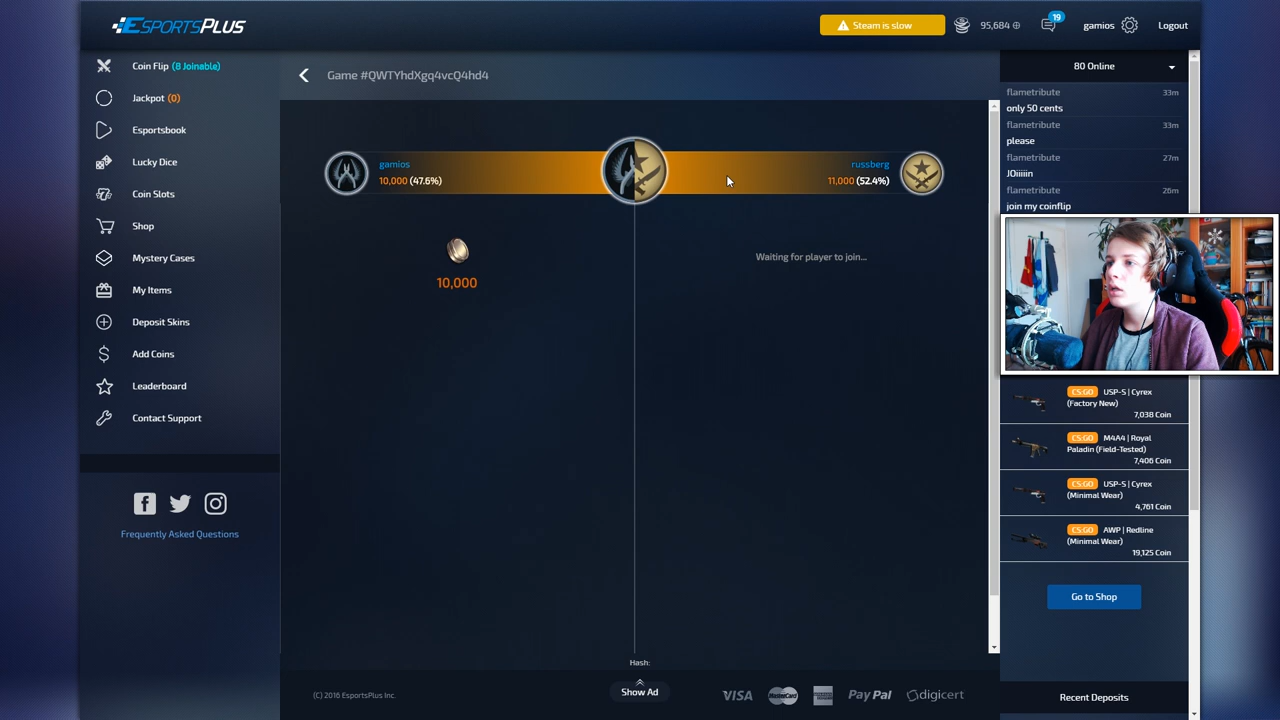 ESPORTSPLUS
Steam is slow
95,684
19
gamios
Logout
Coin Flip (8 Joinable)
Jackpot (0)
Esportsbook
Lucky Dice
Coin Slots
Shop
Mystery Cases
My Items
Deposit Skins
Add Coins
Leaderboard
Contact Support
Frequently Asked Questions
Game #QWTYhdXgq4vcQ4hd4
gamios
10,000 (47.6%)
russberg
11,000 (52.4%)
10,000
Waiting for player to join...
Hash:
Show Ad
(C) 2016 EsportsPlus Inc.
VISA
MasterCard
PayPal
digicert
80 Online
flametribute 33m
only 50 cents
flametribute 33m
please
flametribute 27m
JOiiiiin
flametribute 26m
join my coinflip
CS:GO USP-S | Cyrex
(Factory New)
7,038 Coin
CS:GO M4A4 | Royal
Paladin (Field-Tested)
7,406 Coin
CS:GO USP-S | Cyrex
(Minimal Wear)
4,761 Coin
CS:GO AWP | Redline
(Minimal Wear)
19,125 Coin
Go to Shop
Recent Deposits